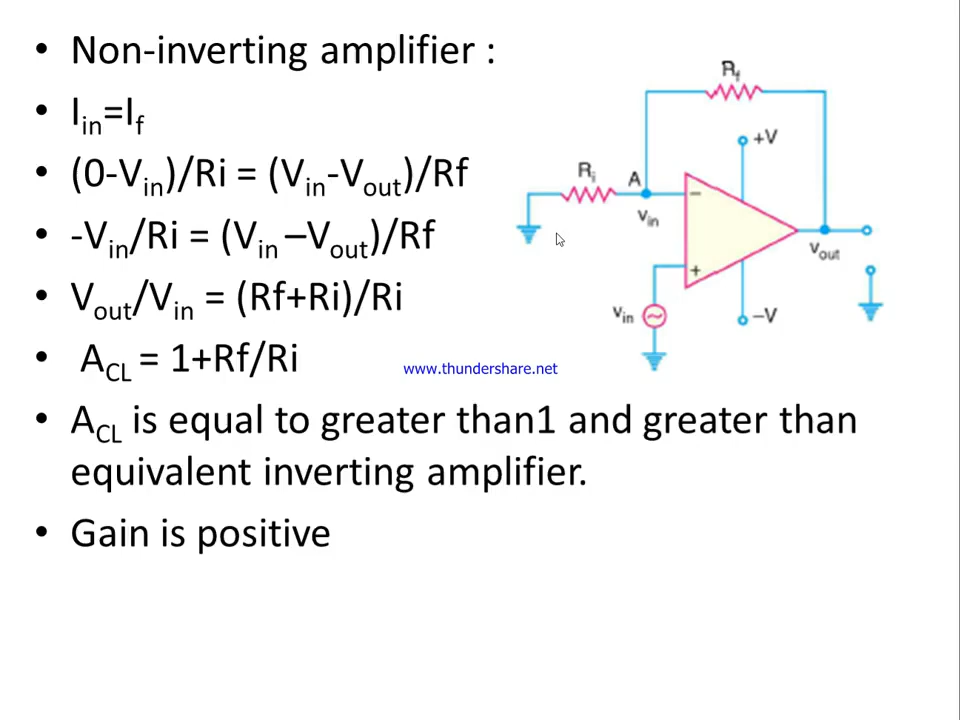 • Non-inverting amplifier :
• Iin=If
• (0-Vin)/Ri = (Vin-Vout)/Rf
• -Vin/Ri = (Vin –Vout)/Rf
• Vout/Vin = (Rf+Ri)/Ri
• ACL = 1+Rf/Ri
• ACL is equal to greater than1 and greater than
equivalent inverting amplifier.
• Gain is positive
Rf
+V
Ri
A
−
vin
vout
+
vin
−V
www.thundershare.net